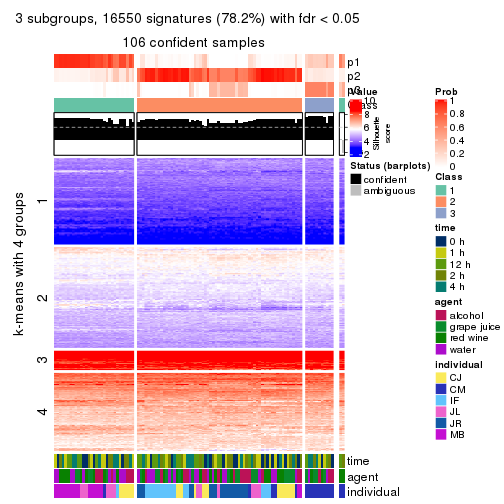 3 subgroups, 16550 signatures (78.2%) with fdr < 0.05
106 confident samples
p1
p2
Class
k-means with 4 groups
1
2
3
4
time
agent
individual
Value
10
8
6
4
2
Silhouette
score
Status (barplots)
confident
ambiguous
Prob
1
0.8
0.6
0.4
0.2
0
Class
1
2
3
time
0 h
1 h
12 h
2 h
4 h
agent
alcohol
grape juice
red wine
water
individual
CJ
CM
IF
JL
JR
MB